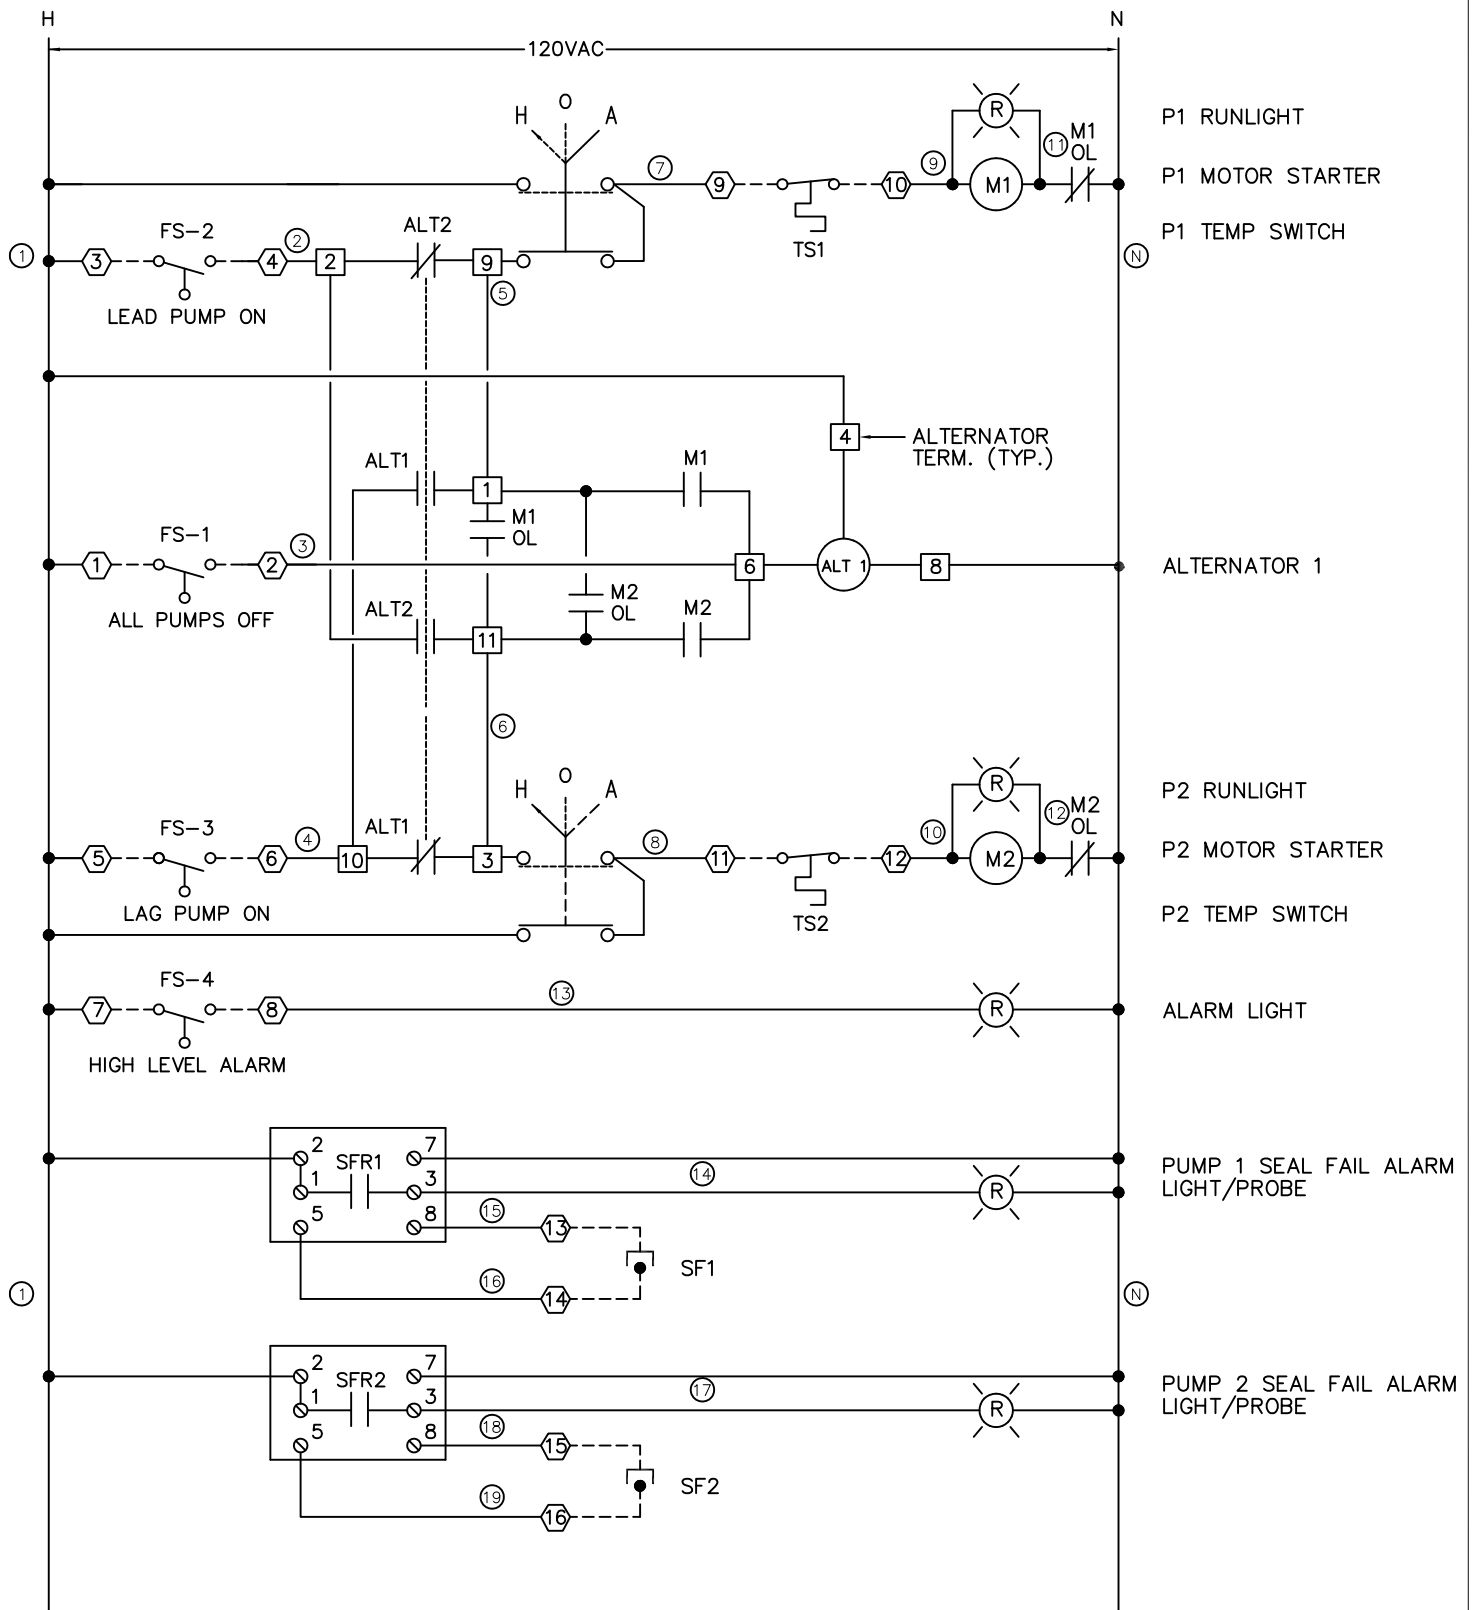 H
N
120VAC
H O A
7
9
TS1
10
9
R
M1
11
M1
OL
P1 RUNLIGHT
P1 MOTOR STARTER
P1 TEMP SWITCH
1
3
FS-2
4
2
2
ALT2
9
5
N
LEAD PUMP ON
4
ALTERNATOR
TERM. (TYP.)
ALT1
1
M1
M1
OL
1
FS-1
2
3
6
ALT 1
8
ALTERNATOR 1
ALL PUMPS OFF
ALT2
11
M2
OL
M2
6
H O A
5
FS-3
6
4
10
ALT1
3
8
11
TS2
12
10
R
M2
12
M2
OL
P2 RUNLIGHT
P2 MOTOR STARTER
P2 TEMP SWITCH
LAG PUMP ON
7
FS-4
8
13
R
ALARM LIGHT
HIGH LEVEL ALARM
2
SFR1
7
1
3
5
8
14
R
PUMP 1 SEAL FAIL ALARM
LIGHT/PROBE
15
13
SF1
16
14
1
N
2
SFR2
7
1
3
5
8
17
R
PUMP 2 SEAL FAIL ALARM
LIGHT/PROBE
18
15
SF2
19
16